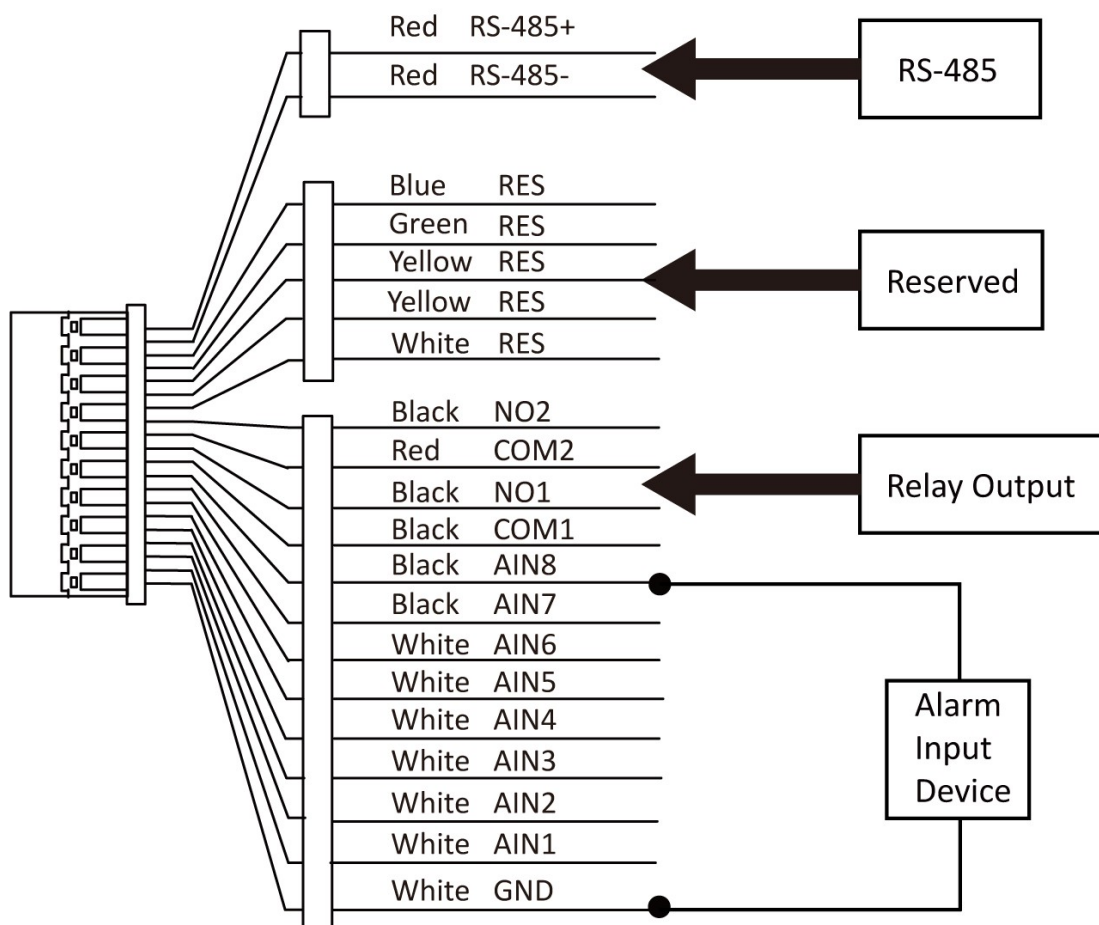 Red RS-485+
Red RS-485-
RS-485
Blue RES
Green RES
Yellow RES
Yellow RES
White RES
Reserved
Black NO2
Red COM2
Black NO1
Black COM1
Relay Output
Black AIN8
Black AIN7
White AIN6
White AIN5
White AIN4
White AIN3
White AIN2
White AIN1
White GND
Alarm
Input
Device